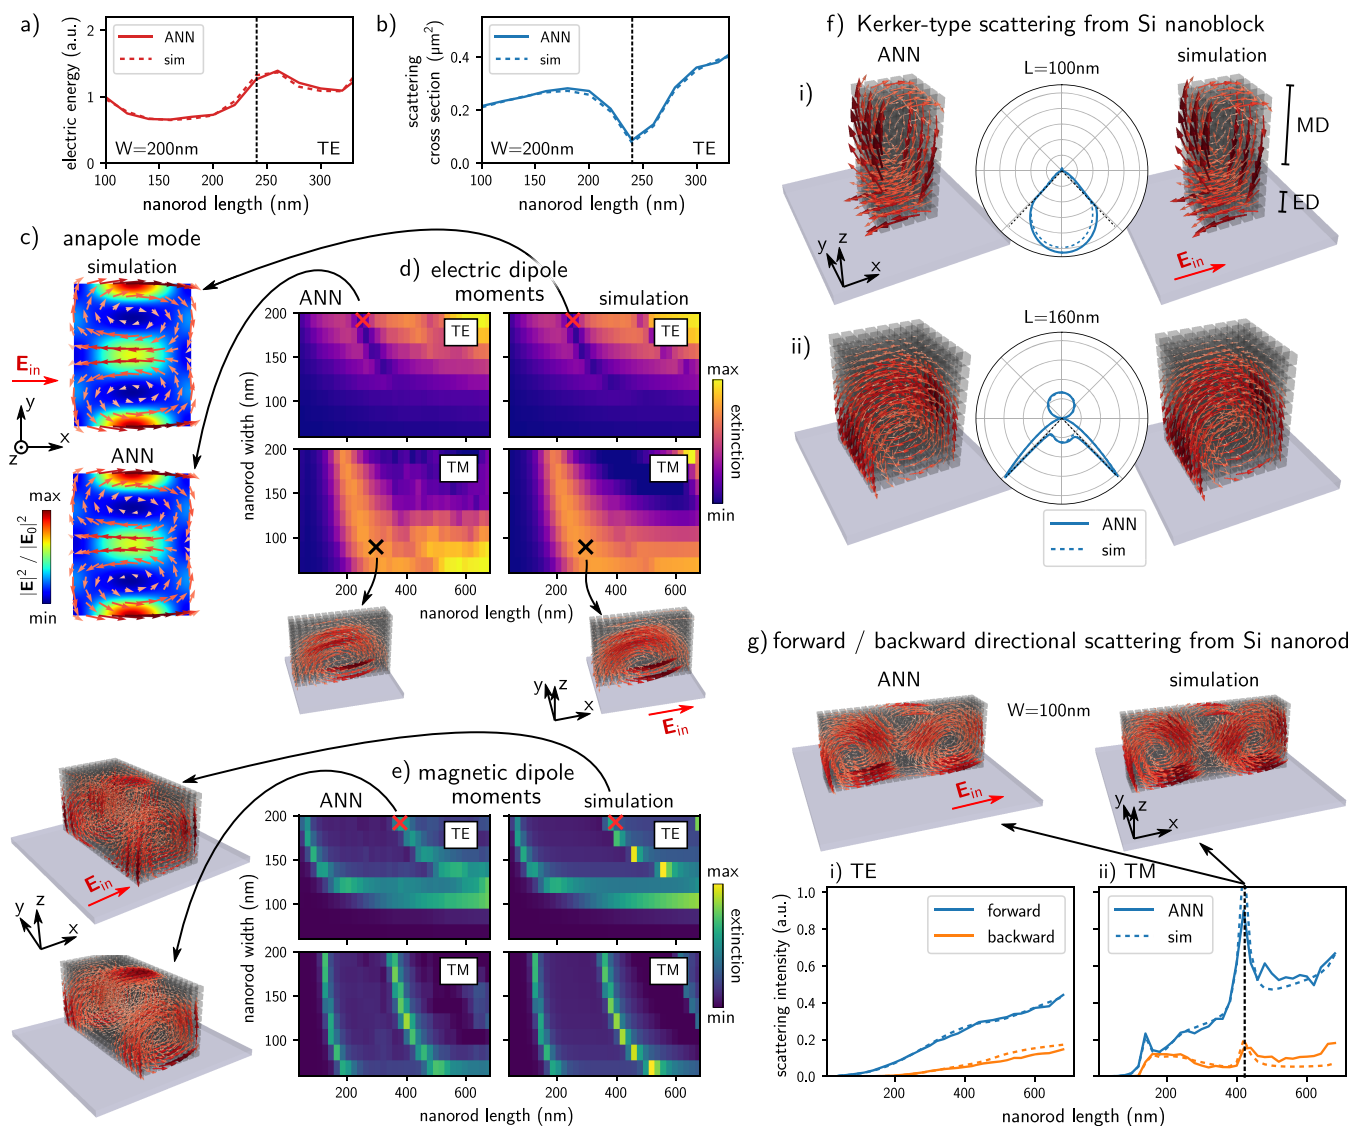 a)
electric energy (a.u.)
2
1
0
ANN
sim
W=200nm
TE
100 150 200 250 300
nanorod length (nm)
b)
scattering
cross section (μm²)
0.4
0.2
0.0
ANN
sim
W=200nm
TE
100 150 200 250 300
nanorod length (nm)
c) anapole mode
simulation
E_in
y
z x
ANN
max
|E|² / |E₀|²
min
d) electric dipole
moments
ANN
simulation
TE
TE
200
150
100
TM
TM
200
150
100
nanorod width (nm)
200 400 600
200 400 600
nanorod length (nm)
max
extinction
min
y z
x
E_in
e) magnetic dipole
moments
ANN
simulation
TE
TE
200
150
100
TM
TM
200
150
100
nanorod width (nm)
200 400 600
200 400 600
nanorod length (nm)
max
extinction
min
E_in
y z
x
f) Kerker-type scattering from Si nanoblock
ANN
simulation
i)
L=100nm
MD
ED
y z
x
E_in
ii)
L=160nm
ANN
sim
g) forward / backward directional scattering from Si nanorod
ANN
simulation
W=100nm
E_in
y z
x
i) TE
scattering intensity (a.u.)
1.0
0.8
0.6
0.4
0.2
0.0
forward
backward
200 400 600
ii) TM
ANN
sim
200 400 600
nanorod length (nm)